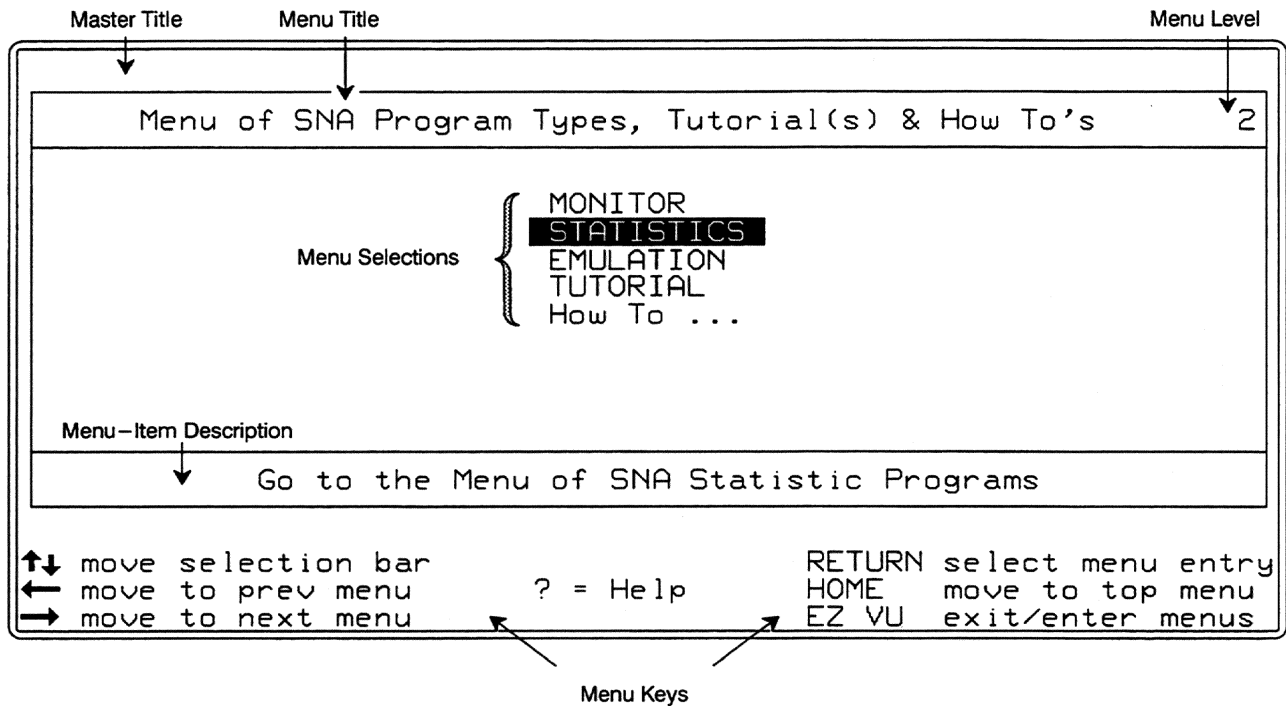 Master Title Menu Title Menu Level
Menu of SNA Program Types, Tutorial(s) & How To's 2
MONITOR
STATISTICS
Menu Selections EMULATION
TUTORIAL
How To ...
Menu-Item Description
Go to the Menu of SNA Statistic Programs
↑↓ move selection bar RETURN select menu entry
← move to prev menu ? = Help HOME move to top menu
→ move to next menu EZ VU exit/enter menus
Menu Keys